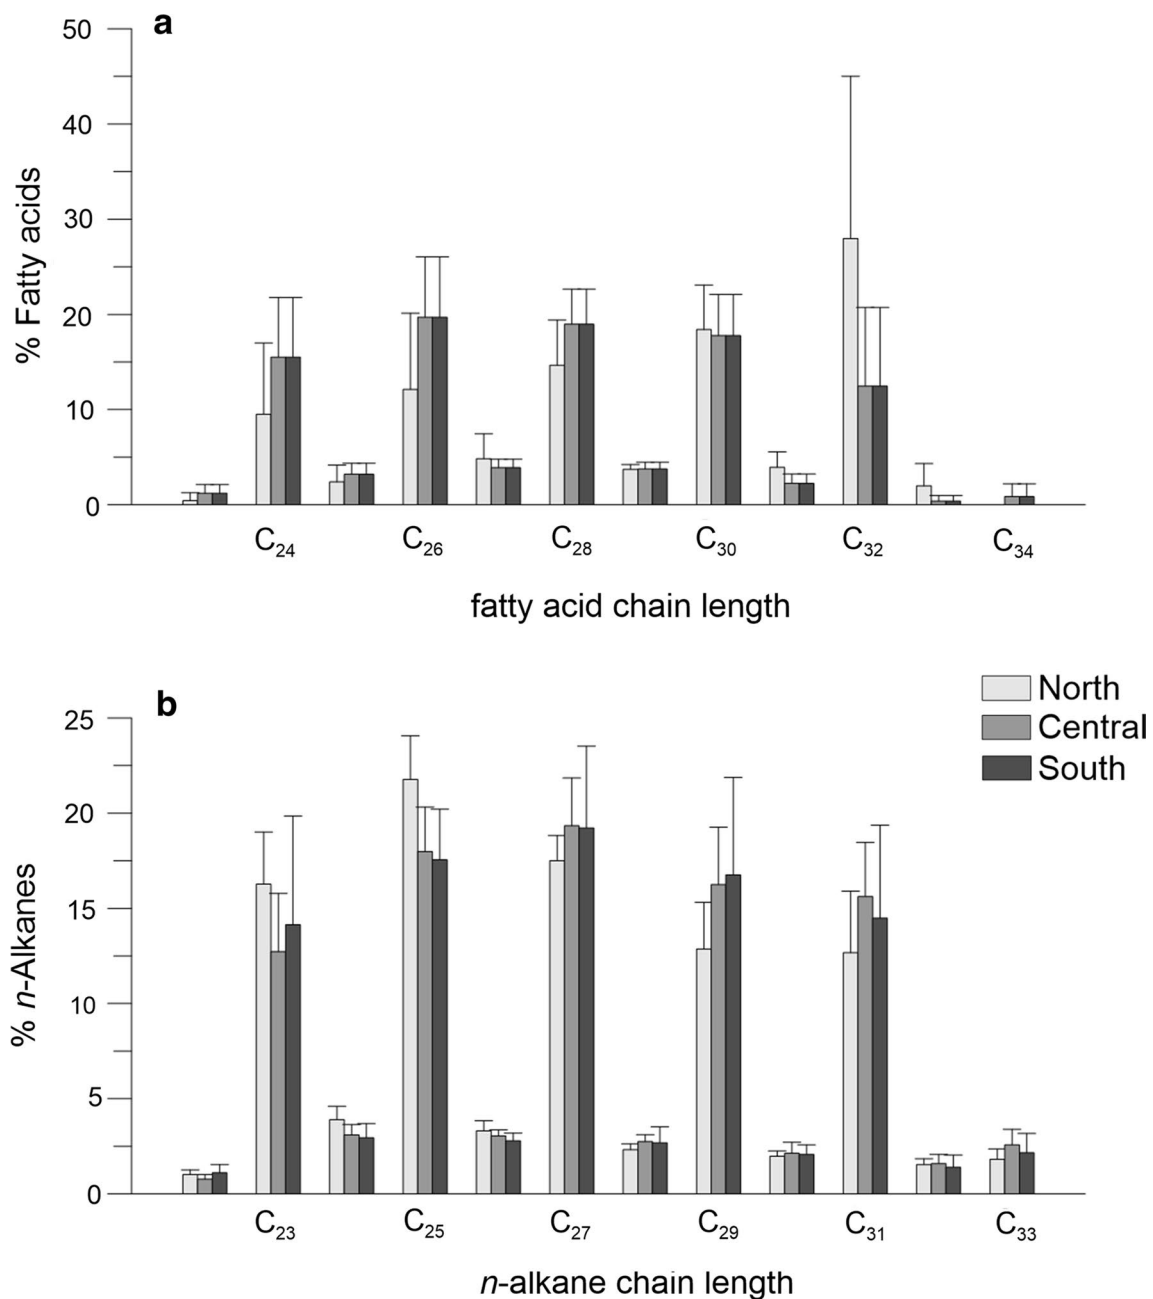 a
50
40
30
20
10
0
% Fatty acids
C₂₄ C₂₆ C₂₈ C₃₀ C₃₂ C₃₄
fatty acid chain length
b
North
Central
South
25
20
15
10
5
0
% n-Alkanes
C₂₃ C₂₅ C₂₇ C₂₉ C₃₁ C₃₃
n-alkane chain length